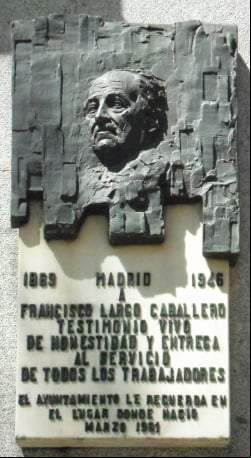 1869 MADRID 1946
A
FRANCISCO LARGO CABALLERO
TESTIMONIO VIVO
DE HONESTIDAD Y ENTREGA
AL SERVICIO
DE TODOS LOS TRABAJADORES
EL AYUNTAMIENTO LE RECUERDA EN
EL LUGAR DONDE NACIO
MARZO 1981